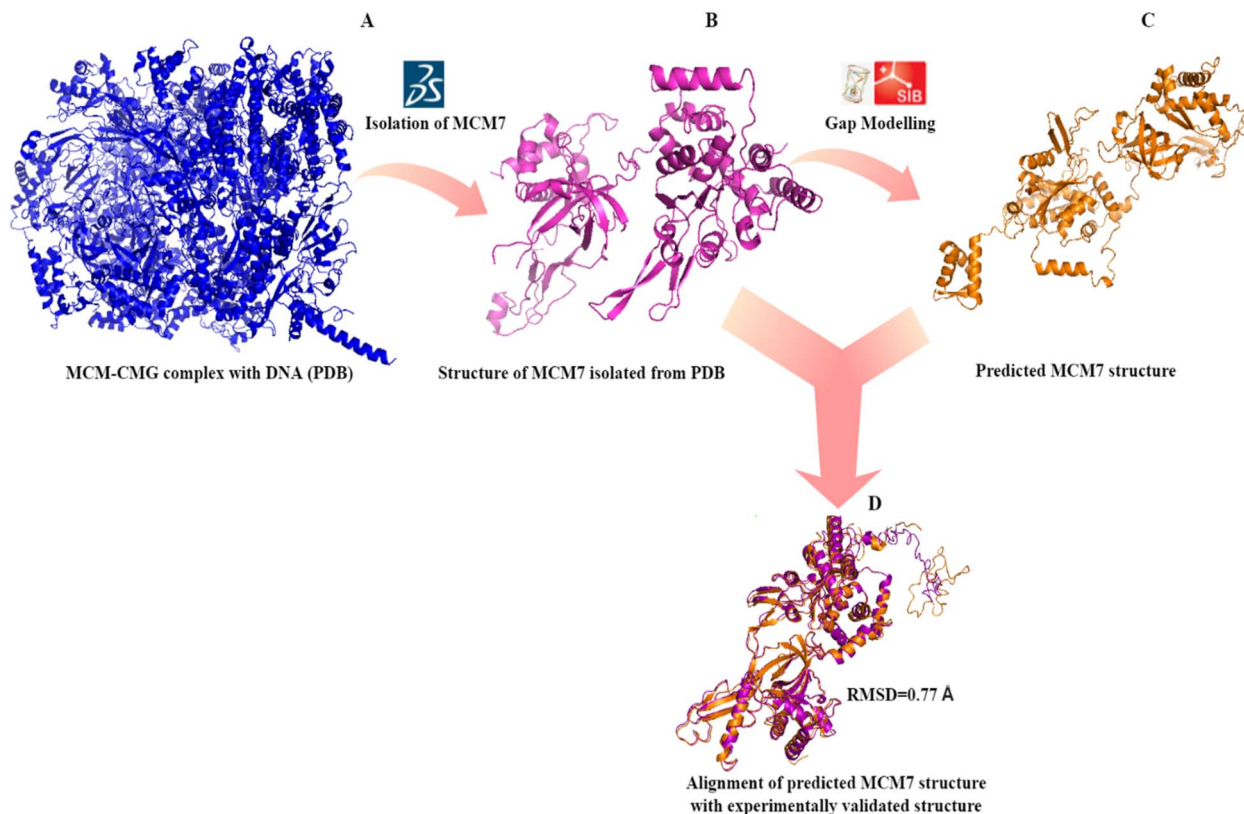 A
B
C
Isolation of MCM7
SIB
Gap Modelling
MCM-CMG complex with DNA (PDB)
Structure of MCM7 isolated from PDB
Predicted MCM7 structure
D
RMSD=0.77 Å
Alignment of predicted MCM7 structure
with experimentally validated structure